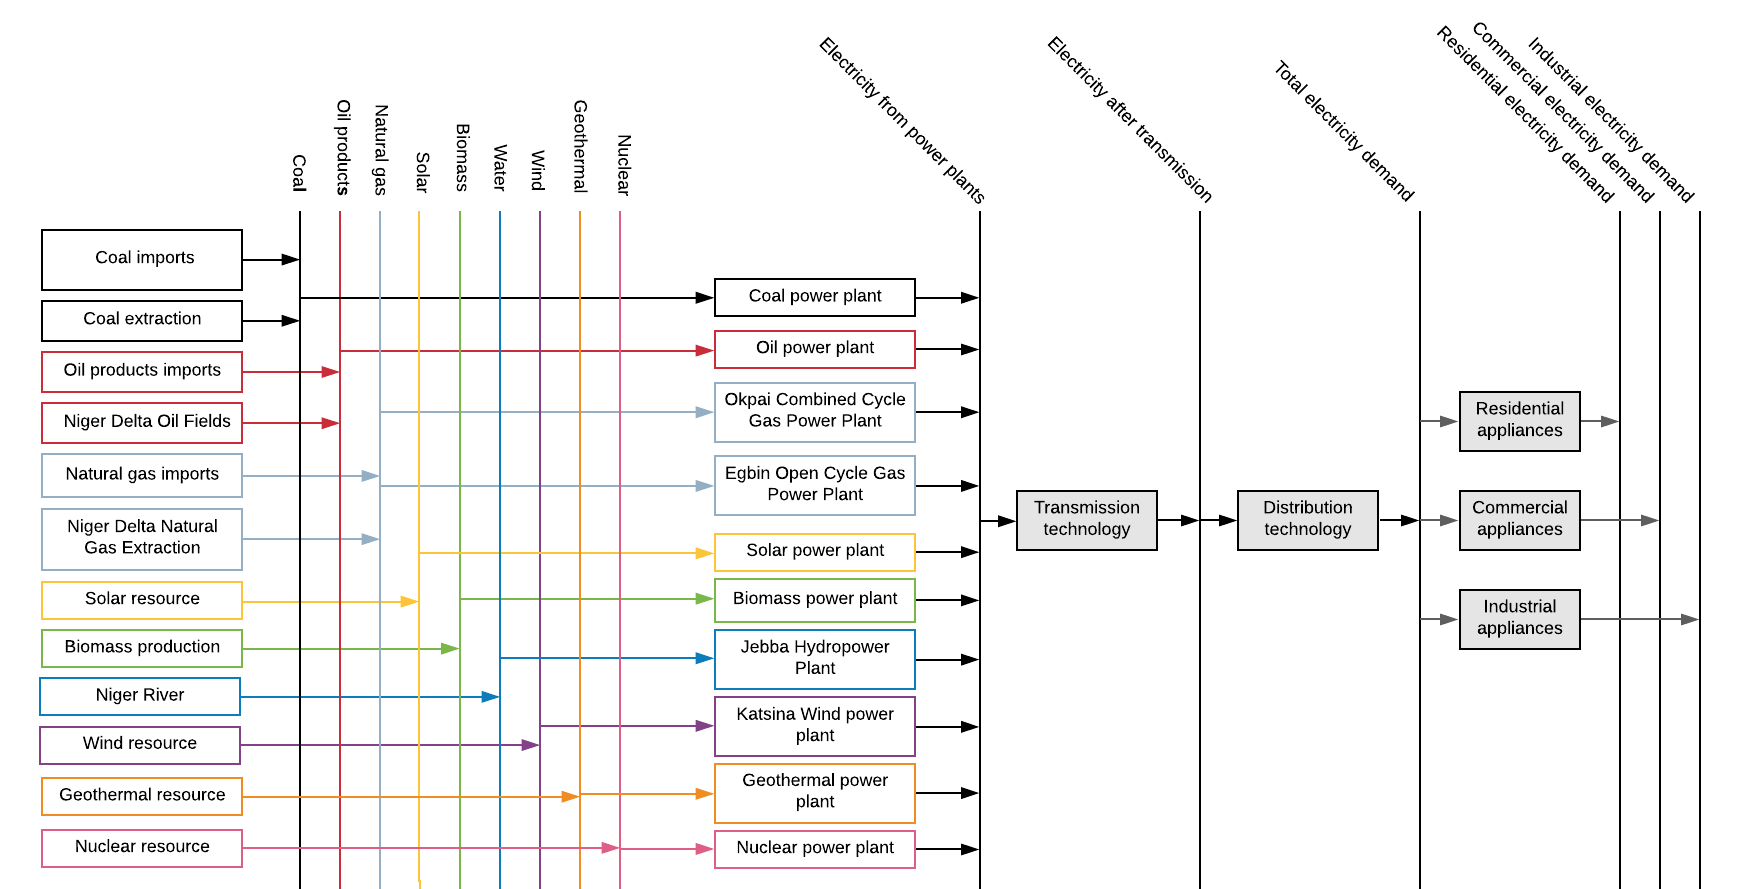 Electricity from power plants
Electricity after transmission
Total electricity demand
Residential electricity demand
Commercial electricity demand
Industrial electricity demand
Coal
Oil products
Natural gas
Solar
Biomass
Water
Wind
Geothermal
Nuclear
Coal imports
Coal extraction
Oil products imports
Niger Delta Oil Fields
Natural gas imports
Niger Delta Natural
Gas Extraction
Solar resource
Biomass production
Niger River
Wind resource
Geothermal resource
Nuclear resource
Coal power plant
Oil power plant
Okpai Combined Cycle
Gas Power Plant
Egbin Open Cycle Gas
Power Plant
Solar power plant
Biomass power plant
Jebba Hydropower
Plant
Katsina Wind power
plant
Geothermal power
plant
Nuclear power plant
Transmission
technology
Distribution
technology
Residential
appliances
Commercial
appliances
Industrial
appliances